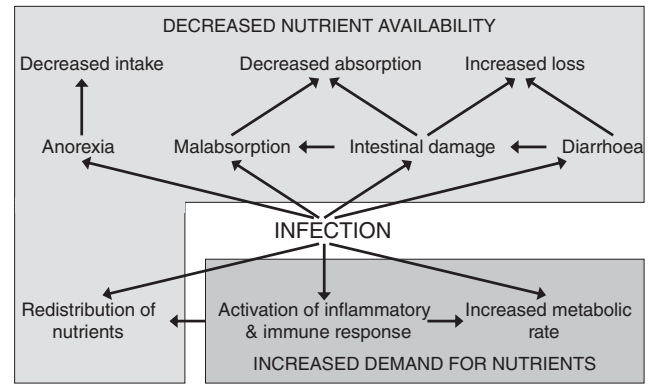 DECREASED NUTRIENT AVAILABILITY
Decreased intake
Decreased absorption
Increased loss
Anorexia
Malabsorption
Intestinal damage
Diarrhoea
INFECTION
Redistribution of
nutrients
Activation of inflammatory
& immune response
Increased metabolic
rate
INCREASED DEMAND FOR NUTRIENTS